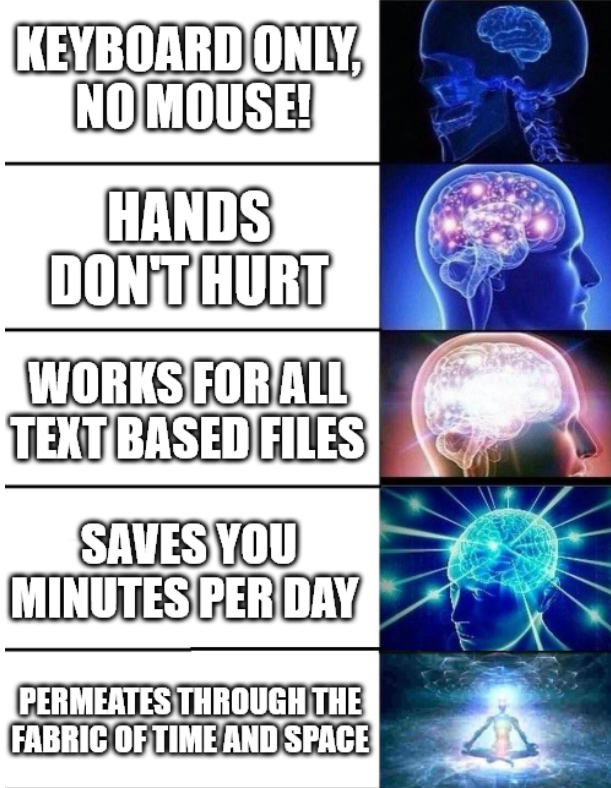 KEYBOARD ONLY,
NO MOUSE!
HANDS
DON'T HURT
WORKS FOR ALL
TEXT BASED FILES
SAVES YOU
MINUTES PER DAY
PERMEATES THROUGH THE
FABRIC OF TIME AND SPACE